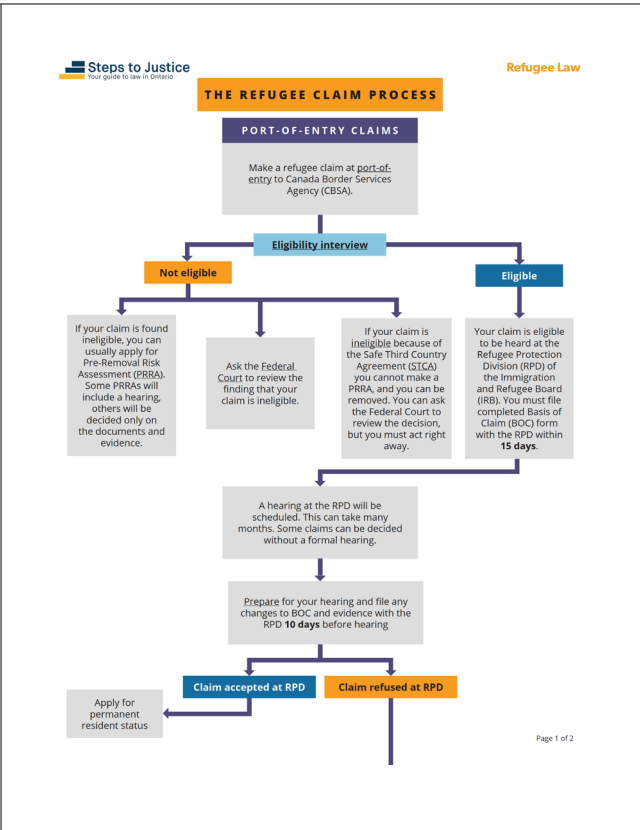 Steps to Justice
Your guide to law in Ontario
Refugee Law
THE REFUGEE CLAIM PROCESS
PORT-OF-ENTRY CLAIMS
Make a refugee claim at port-of-
entry to Canada Border Services
Agency (CBSA).
Eligibility interview
Not eligible
Eligible
If your claim is found
ineligible, you can
usually apply for
Pre-Removal Risk
Assessment (PRRA).
Some PRRAs will
include a hearing,
others will be
decided only on
the documents and
evidence.
Ask the Federal
Court to review the
finding that your
claim is ineligible.
If your claim is
ineligible because of
the Safe Third Country
Agreement (STCA)
you cannot make a
PRRA, and you can be
removed. You can ask
the Federal Court to
review the decision,
but you must act right
away.
Your claim is eligible
to be heard at the
Refugee Protection
Division (RPD) of
the Immigration
and Refugee Board
(IRB). You must file
completed Basis of
Claim (BOC) form
with the RPD within
15 days.
A hearing at the RPD will be
scheduled. This can take many
months. Some claims can be decided
without a formal hearing.
Prepare for your hearing and file any
changes to BOC and evidence with the
RPD 10 days before hearing
Claim accepted at RPD
Claim refused at RPD
Apply for
permanent
resident status
Page 1 of 2